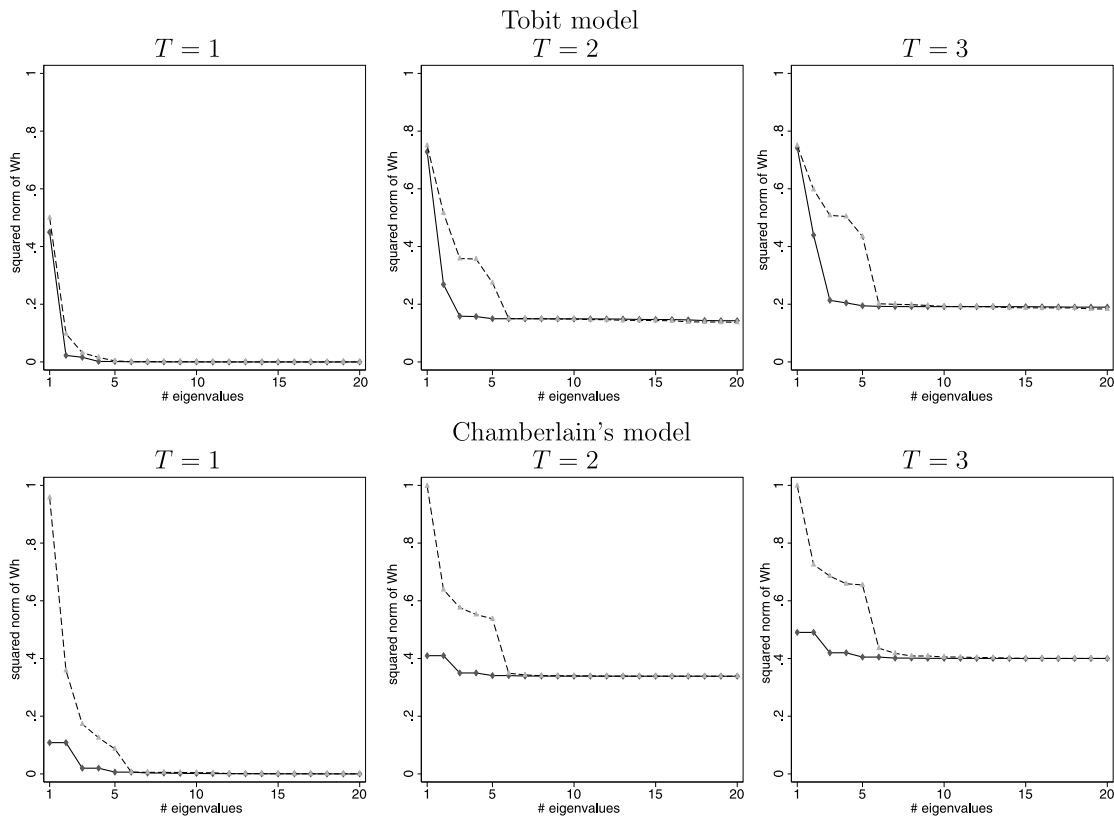 Tobit model
T = 1
T = 2
T = 3
squared norm of Wh
0 .2 .4 .6 .8 1
1 5 10 15 20
# eigenvalues
squared norm of Wh
0 .2 .4 .6 .8 1
1 5 10 15 20
# eigenvalues
squared norm of Wh
0 .2 .4 .6 .8 1
1 5 10 15 20
# eigenvalues
Chamberlain's model
T = 1
T = 2
T = 3
squared norm of Wh
0 .2 .4 .6 .8 1
1 5 10 15 20
# eigenvalues
squared norm of Wh
0 .2 .4 .6 .8 1
1 5 10 15 20
# eigenvalues
squared norm of Wh
0 .2 .4 .6 .8 1
1 5 10 15 20
# eigenvalues